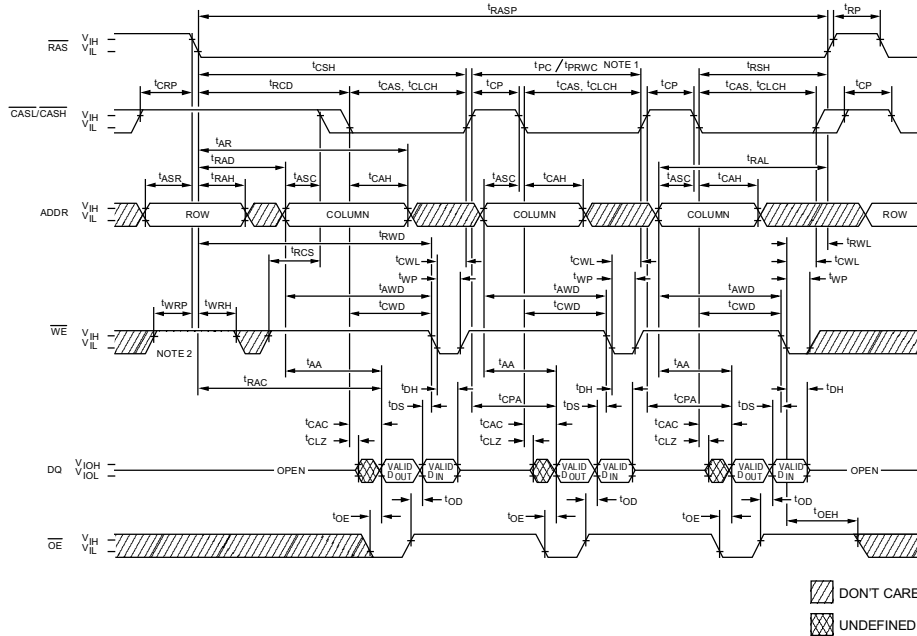 tRASP tRP
RAS VIH
VIL
tCSH tPC / tPRWC NOTE 1 tRSH
tCRP tRCD tCAS, tCLCH tCP tCAS, tCLCH tCP tCAS, tCLCH tCP
CASL/CASH VIH
VIL
tAR
tRAD tRAL
tASR tRAH tASC tCAH tASC tCAH tASC tCAH
ADDR VIH
VIL
ROW COLUMN COLUMN COLUMN ROW
tRWD tRWL
tRCS tCWL tCWL tCWL
tWP tWP tWP
tAWD tAWD tAWD
tWRP tWRH tCWD tCWD tCWD
WE VIH
VIL
NOTE 2
tAA tAA tAA
tRAC tDH tDH tDH
tDS tCPA tDS tCPA tDS
tCAC tCAC tCAC
tCLZ tCLZ tCLZ
DQ VIOH
VIOL
OPEN VALID DOUT VALID DIN VALID DOUT VALID DIN VALID DOUT VALID DIN OPEN
tOE tOD tOE tOD tOE tOD
tOEH
OE VIH
VIL
DON'T CARE
UNDEFINED